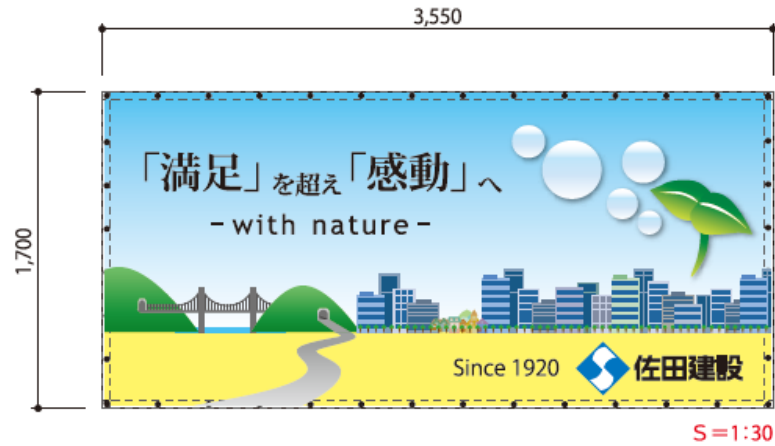 3,550
1,700
「満足」を超え「感動」へ
-with nature-
Since 1920 佐田建設
S=1:30